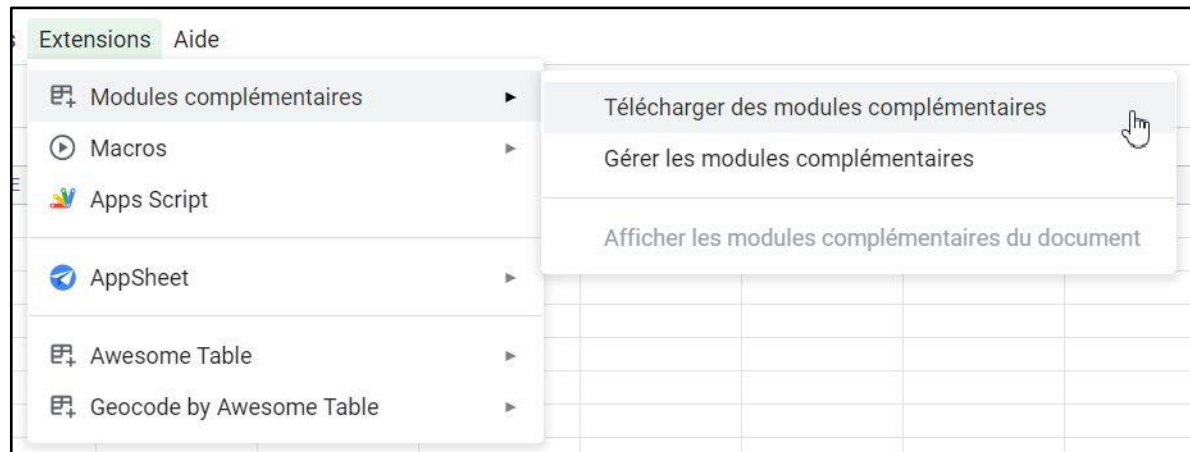 Extensions Aide
Modules complémentaires
Télécharger des modules complémentaires
Macros
Gérer les modules complémentaires
Apps Script
Afficher les modules complémentaires du document
AppSheet
Awesome Table
Geocode by Awesome Table